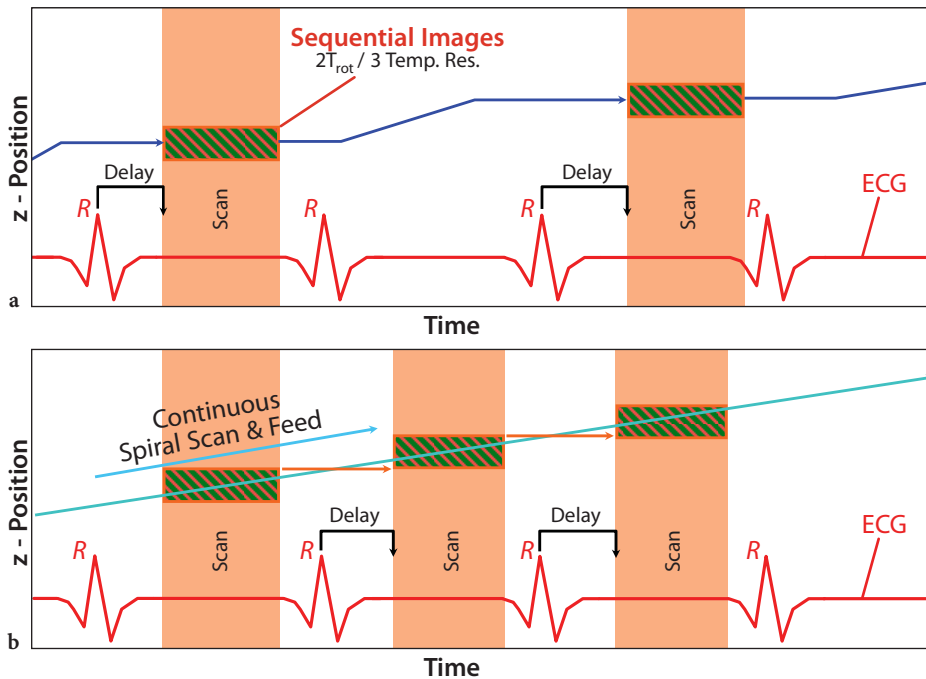 Sequential Images
2T_rot / 3 Temp. Res.
z - Position
Delay
Delay
R
R
R
R
Scan
Scan
ECG
a
Time
Continuous
Spiral Scan & Feed
z - Position
Delay
Delay
R
R
R
R
Scan
Scan
Scan
ECG
b
Time